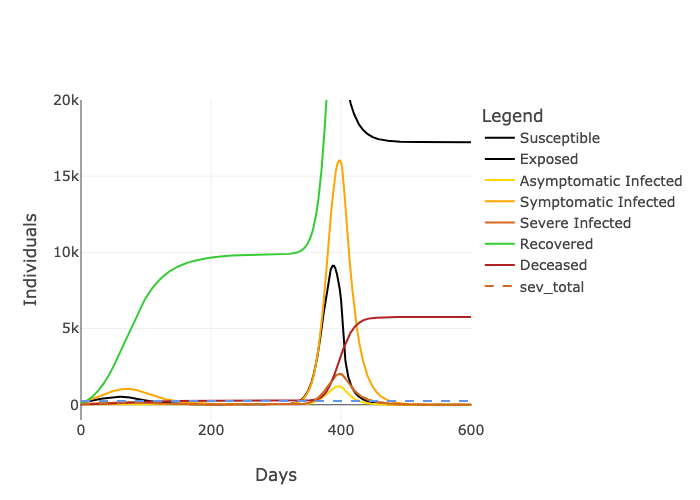 20k
15k
10k
5k
0
0
200
400
600
Individuals
Days
Legend
Susceptible
Exposed
Asymptomatic Infected
Symptomatic Infected
Severe Infected
Recovered
Deceased
sev_total